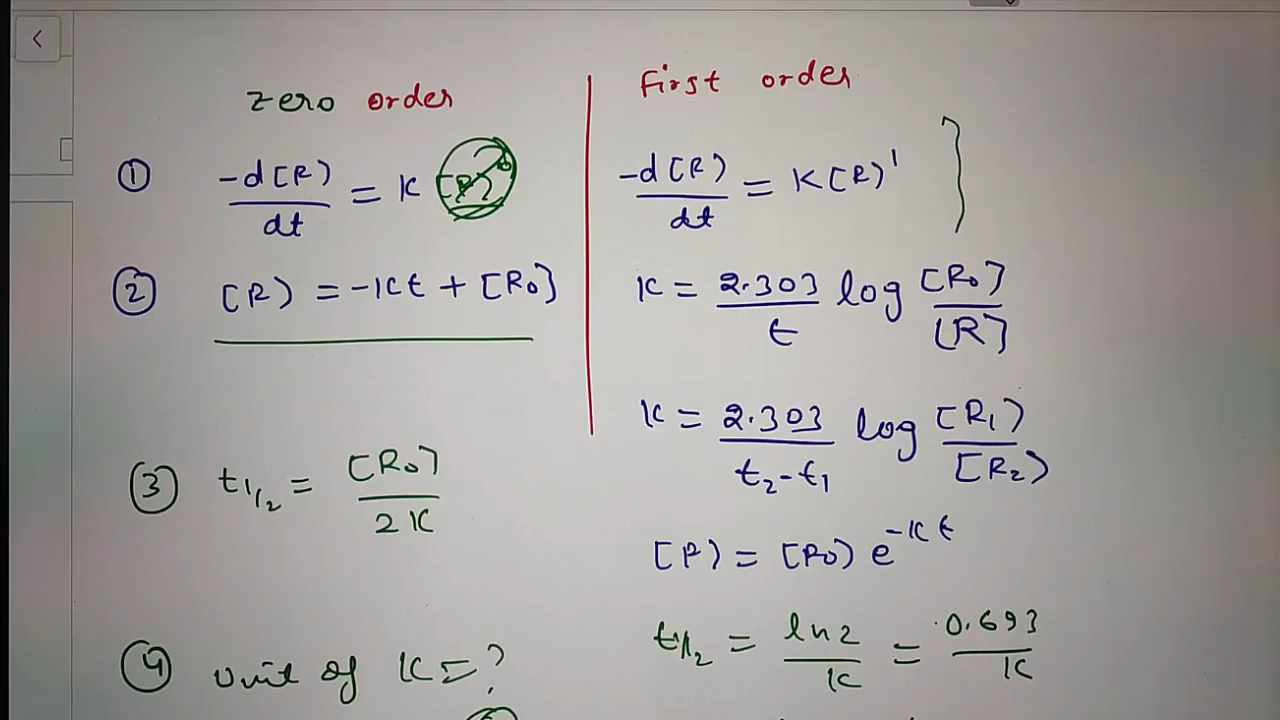 zero order
① -d[R]/dt = K [R]⁰
② [R] = -Kt + [R₀]
③ t₁/₂ = [R₀]/2K
④ unit of K = ?
First order
-d[R]/dt = K[R]¹
K = 2.303/t log [R₀]/[R]
K = 2.303/t₂-t₁ log [R₁]/[R₂]
[R] = [R₀] e^-Kt
t₁/₂ = ln2/K = 0.693/K